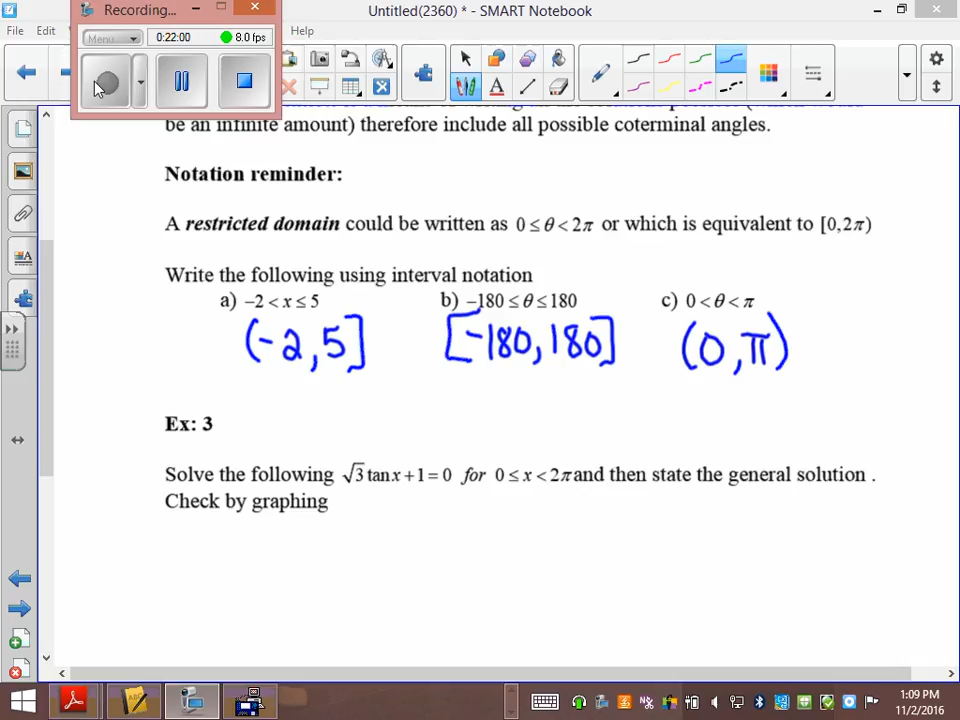 Recording...
Untitled(2360) * - SMART Notebook
Menu
0:22:00
8.0 fps
File Edit
Help
be an infinite amount) therefore include all possible coterminal angles.
Notation reminder:
A restricted domain could be written as 0 ≤ θ < 2π or which is equivalent to [0,2π)
Write the following using interval notation
a) −2 < x ≤ 5 b) −180 ≤ θ ≤ 180 c) 0 < θ < π
(-2,5] [-180,180] (0,π)
Ex: 3
Solve the following √3 tan x + 1 = 0 for 0 ≤ x < 2π and then state the general solution .
Check by graphing
1:09 PM
11/2/2016